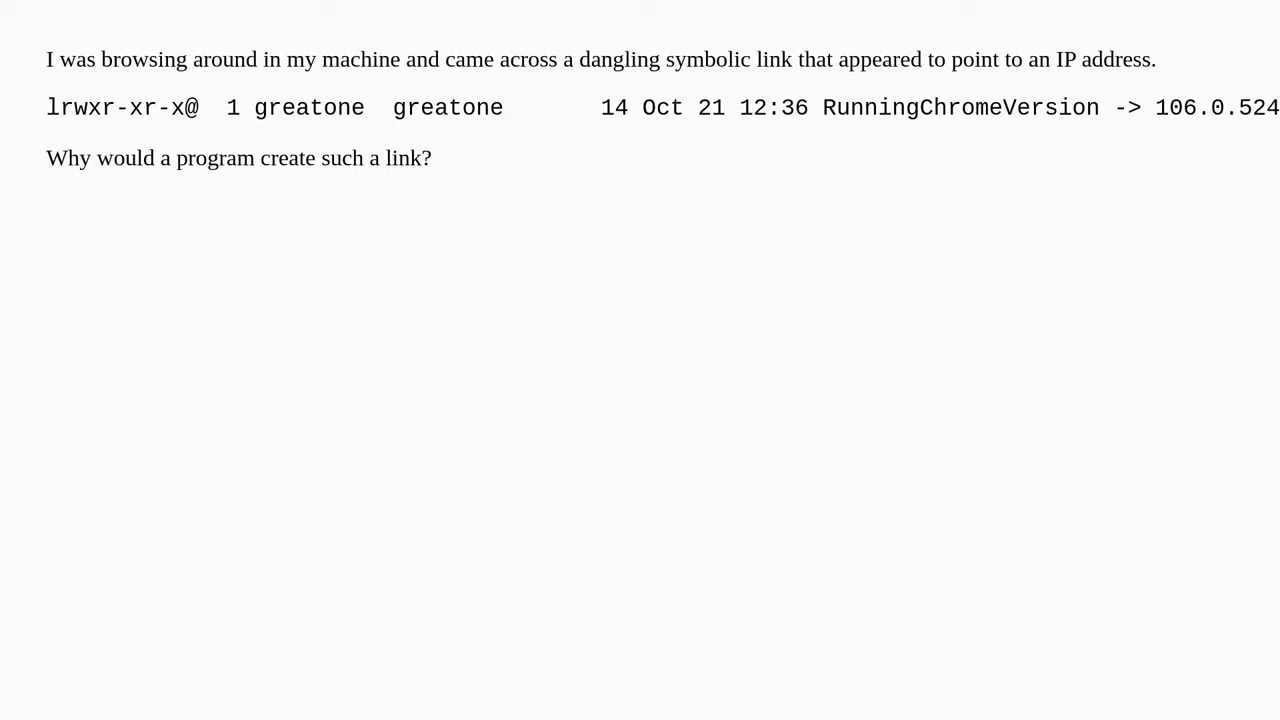 I was browsing around in my machine and came across a dangling symbolic link that appeared to point to an IP address.
lrwxr-xr-x@  1 greatone  greatone       14 Oct 21 12:36 RunningChromeVersion -> 106.0.524
Why would a program create such a link?